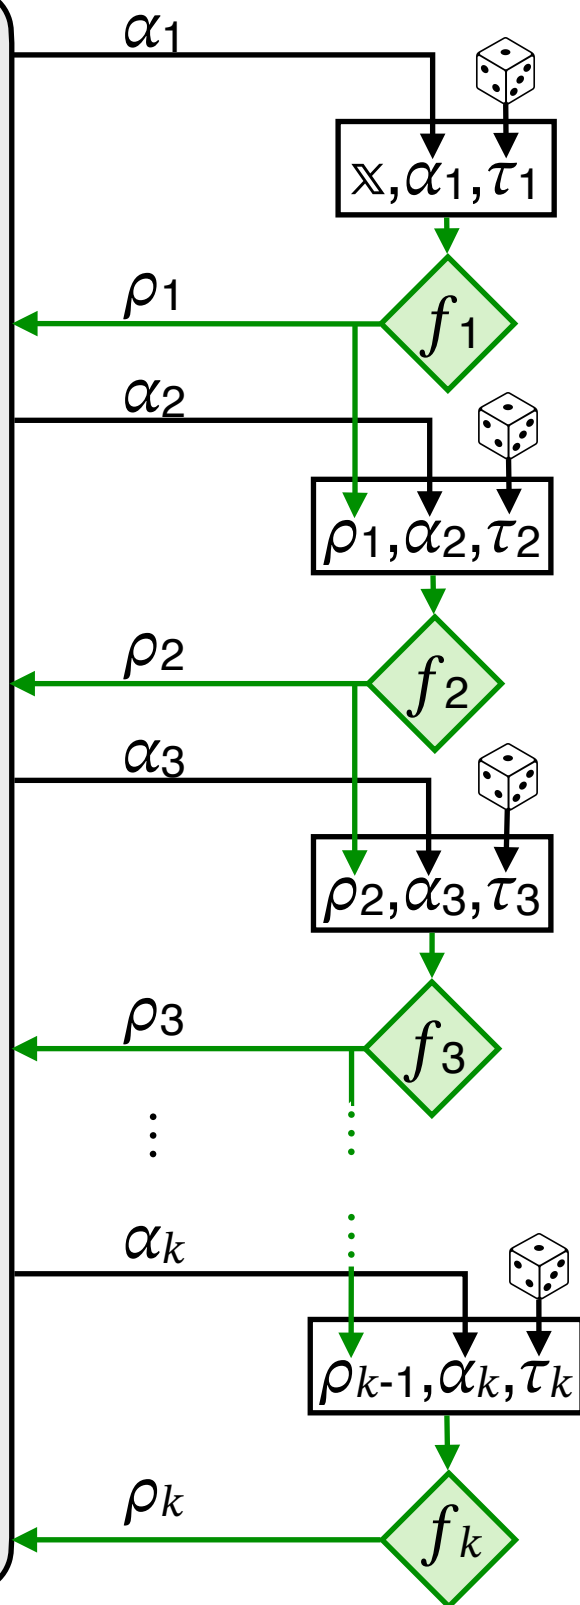 α1
𝕩,α1,τ1
f1
ρ1
α2
ρ1,α2,τ2
f2
ρ2
α3
ρ2,α3,τ3
f3
ρ3
⋮
αk
ρk-1,αk,τk
fk
ρk